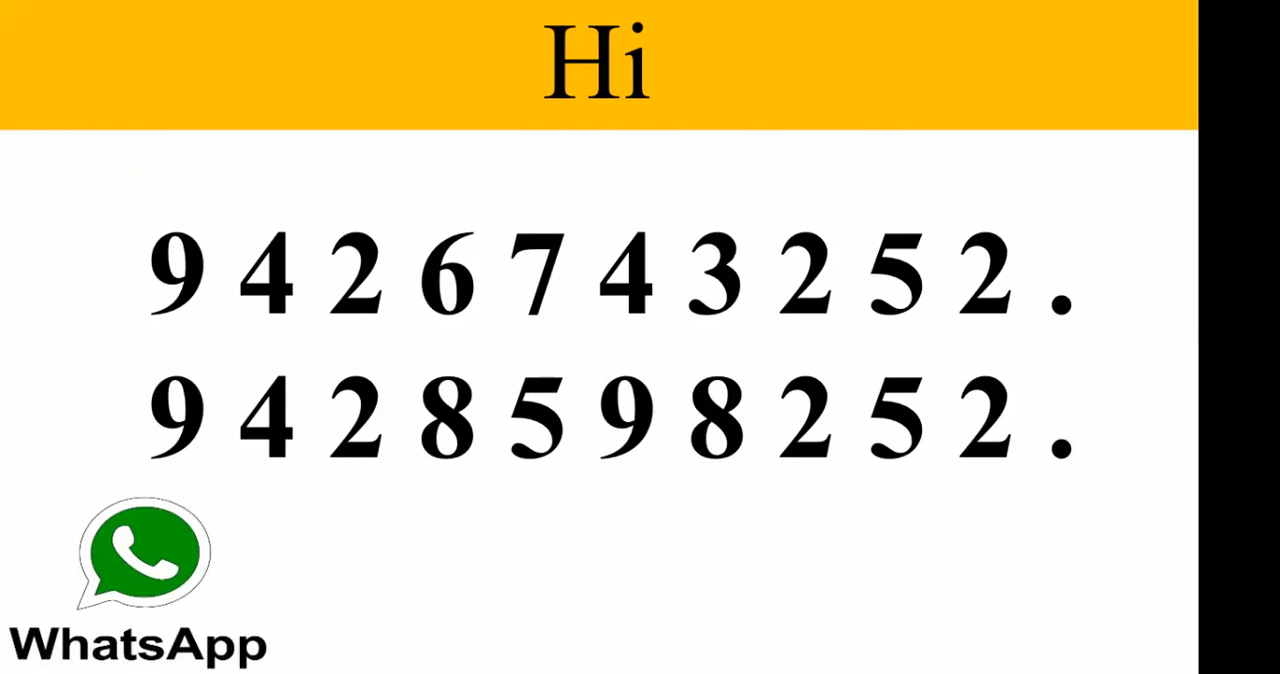 Hi
9 4 2 6 7 4 3 2 5 2 .
9 4 2 8 5 9 8 2 5 2 .
WhatsApp